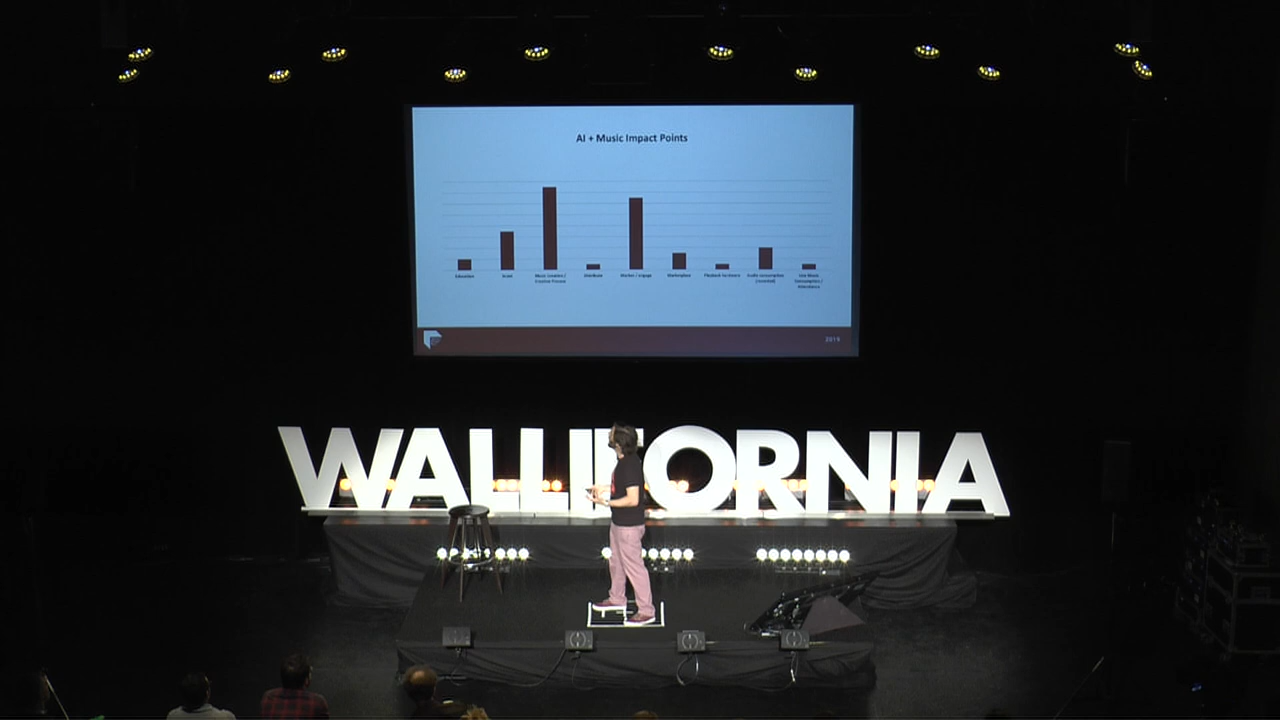 AI + Music Impact Points
Education
Music Creation /
Creative Process
Distribute
Market / engage
Marketplace
Playback hardware
Audio consumption
(recorded)
Live Music
Consumption /
Attendance
2019
WALLIFORNIA